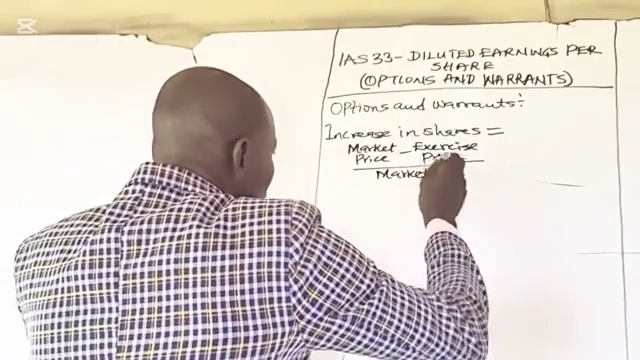 IAS 33 - DILUTED EARNINGS PER
SHARE
(OPTIONS AND WARRANTS)
Options and warrants:
Increase in shares =
Market - Exercise
Price
Market